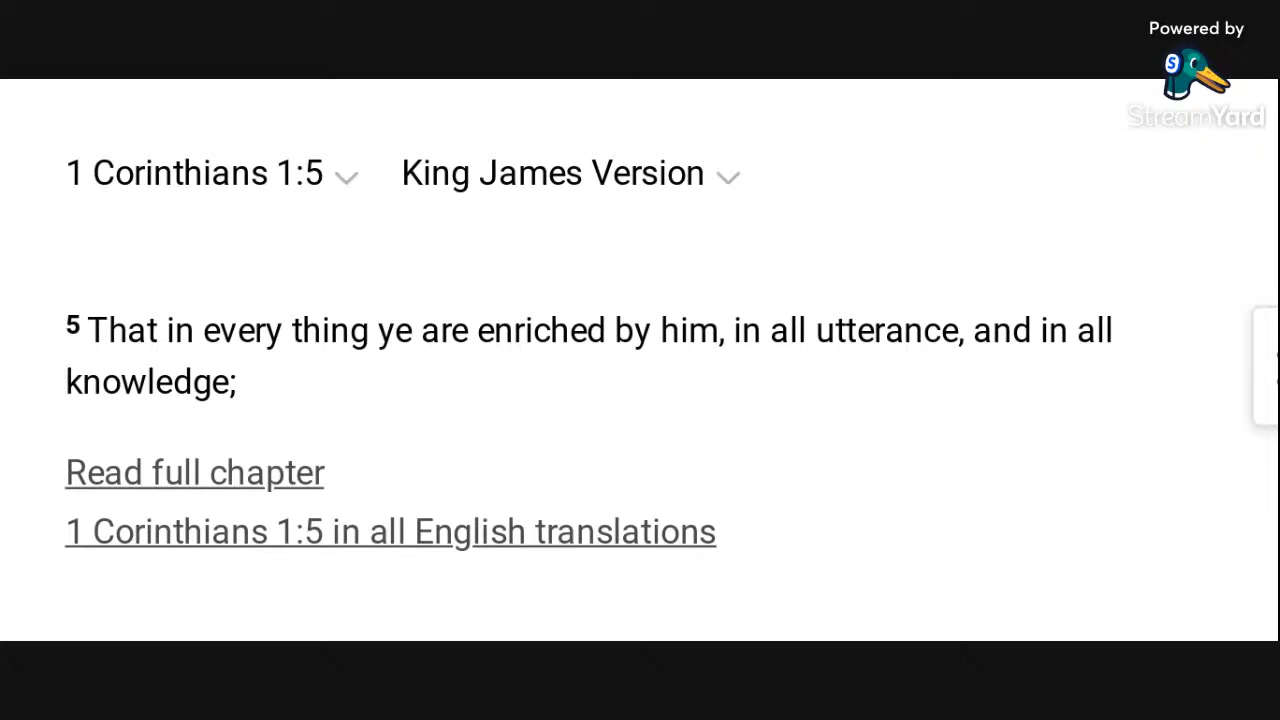 Powered by
S
StreamYard
1 Corinthians 1:5 King James Version
5 That in every thing ye are enriched by him, in all utterance, and in all
knowledge;
Read full chapter
1 Corinthians 1:5 in all English translations